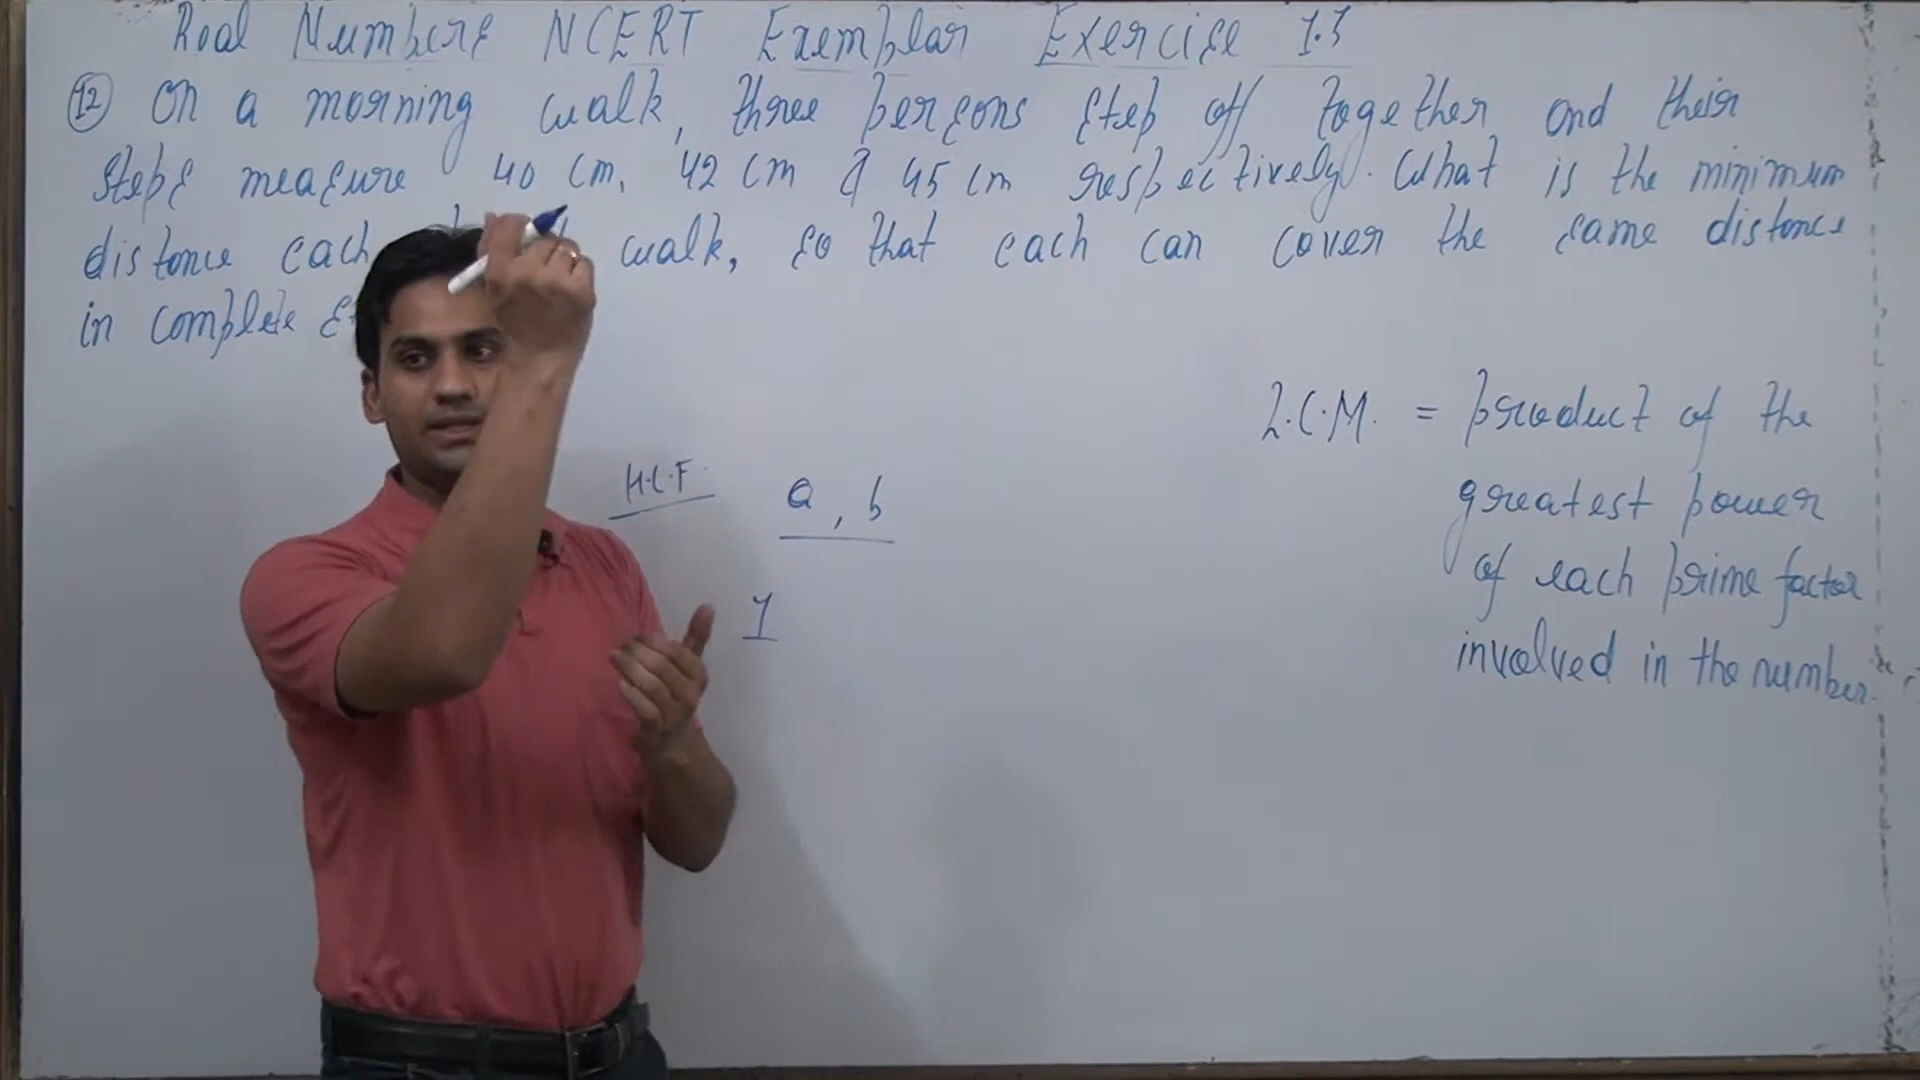 Real Numbers NCERT Exemplar Exercise 1.3
12 On a morning walk, three persons step off together and their
steps measure 40 cm, 42 cm & 45 cm respectively. What is the minimum
distance each walk, so that each can cover the same distance
in complete
L.C.M. = product of the
greatest power
of each prime factor
involved in the number.
H.C.F.
a, b
1